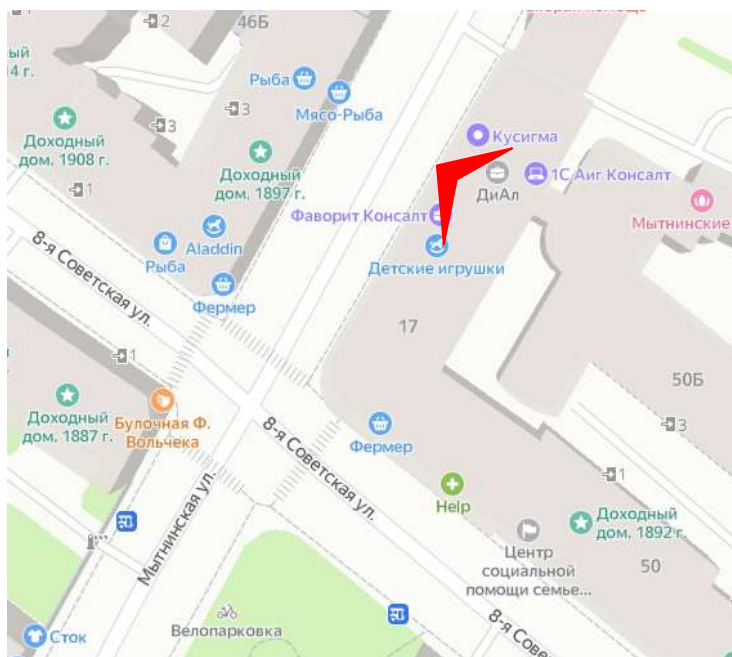 2
46Б
ый
4 г.
Рыба
Мясо-Рыба
3
3
Кусигма
Доходный
дом, 1908 г.
Доходный
дом, 1897 г.
1С Аиг Консалт
ДиАл
1
Фаворит Консалт
Мытнинские
8-я Советская ул.
Aladdin
Рыба
Детские игрушки
Фермер
17
1
50Б
Доходный
дом, 1887 г.
Булочная Ф.
Вольчека
8-я Советская ул.
Фермер
3
1
Мытнинская ул.
Help
Доходный
дом, 1892 г.
Центр
социальной
помощи семье...
50
Велопарковка
Сток
8-я Сове